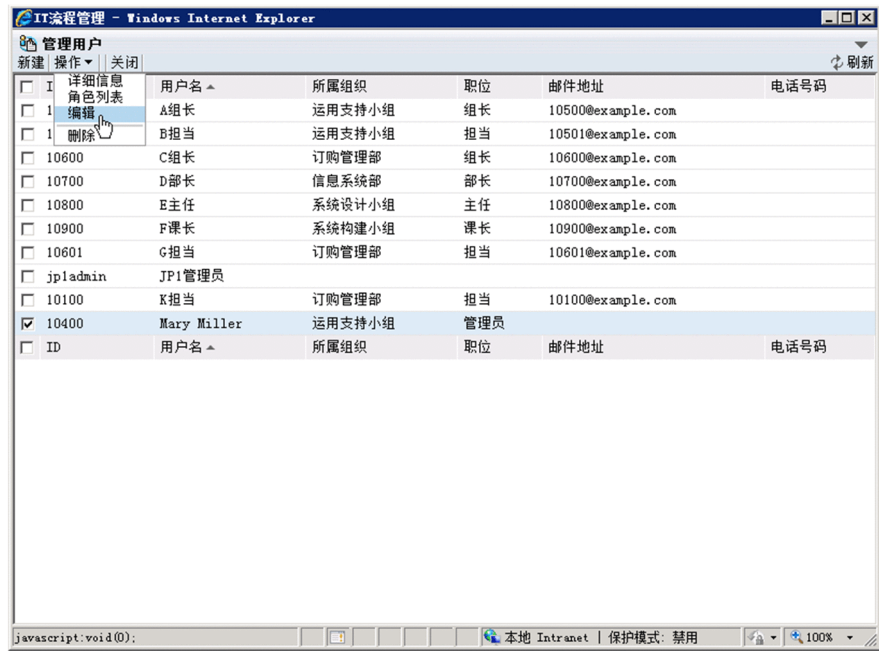 IT流程管理 - Windows Internet Explorer
管理用户
新建 操作 关闭 刷新
详细信息
角色列表
编辑
删除
I 用户名 所属组织 职位 邮件地址 电话号码
1 A组长 运用支持小组 组长 10500@example.com
1 B担当 运用支持小组 担当 10501@example.com
10600 C组长 订购管理部 组长 10600@example.com
10700 D部长 信息系统部 部长 10700@example.com
10800 E主任 系统设计小组 主任 10800@example.com
10900 F课长 系统构建小组 课长 10900@example.com
10601 G担当 订购管理部 担当 10601@example.com
jp1admin JP1管理员
10100 K担当 订购管理部 担当 10100@example.com
10400 Mary Miller 运用支持小组 管理员
ID 用户名 所属组织 职位 邮件地址 电话号码
javascript:void(0); 本地 Intranet | 保护模式: 禁用 100%